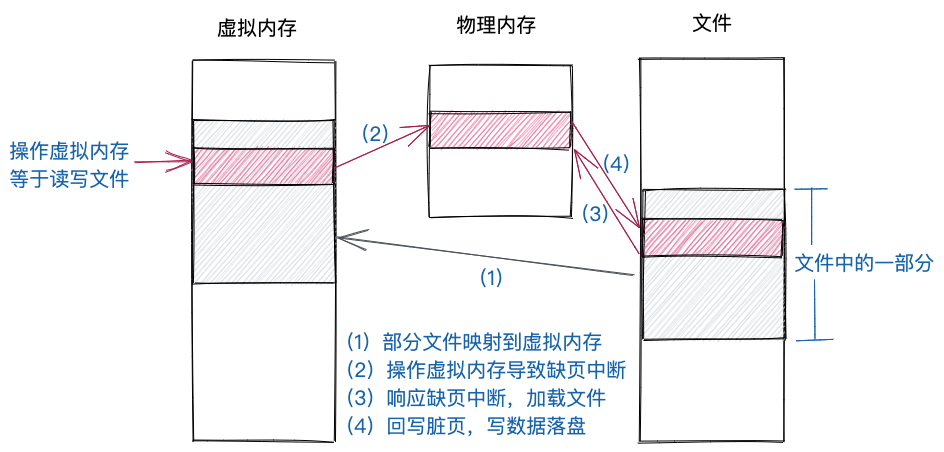 虚拟内存
物理内存
文件
操作虚拟内存
等于读写文件
(2)
(4)
(3)
(1)
文件中的一部分
(1) 部分文件映射到虚拟内存
(2) 操作虚拟内存导致缺页中断
(3) 响应缺页中断，加载文件
(4) 回写脏页，写数据落盘